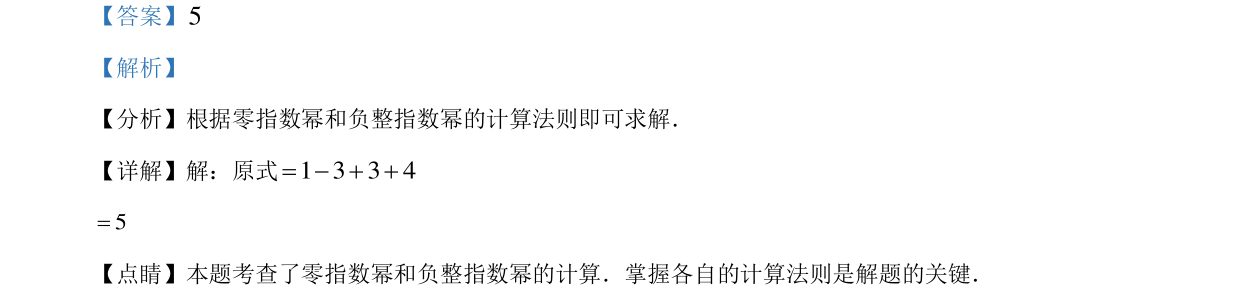 【答案】5
【解析】
【分析】根据零指数幂和负整指数幂的计算法则即可求解．
【详解】解：原式=1−3+3+4
=5
【点睛】本题考查了零指数幂和负整指数幂的计算．掌握各自的计算法则是解题的关键．